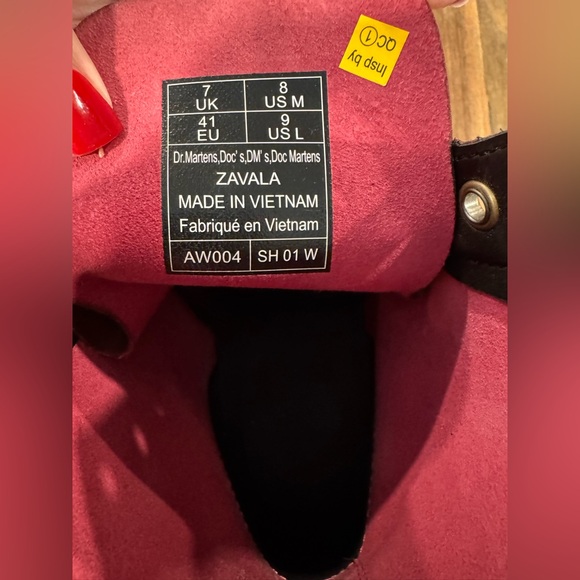 Insp by
QC①
7 8
UK US M
41 9
EU US L
Dr.Martens,Doc's,DM's,Doc Martens
ZAVALA
MADE IN VIETNAM
Fabriqué en Vietnam
AW004 SH 01 W